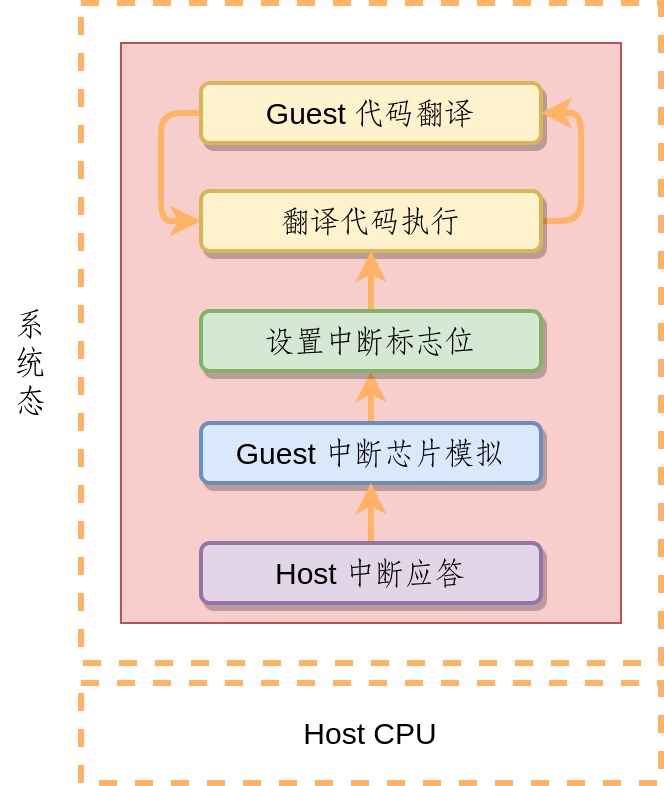 Guest 代码翻译
翻译代码执行
设置中断标志位
系统态
Guest 中断芯片模拟
Host 中断应答
Host CPU